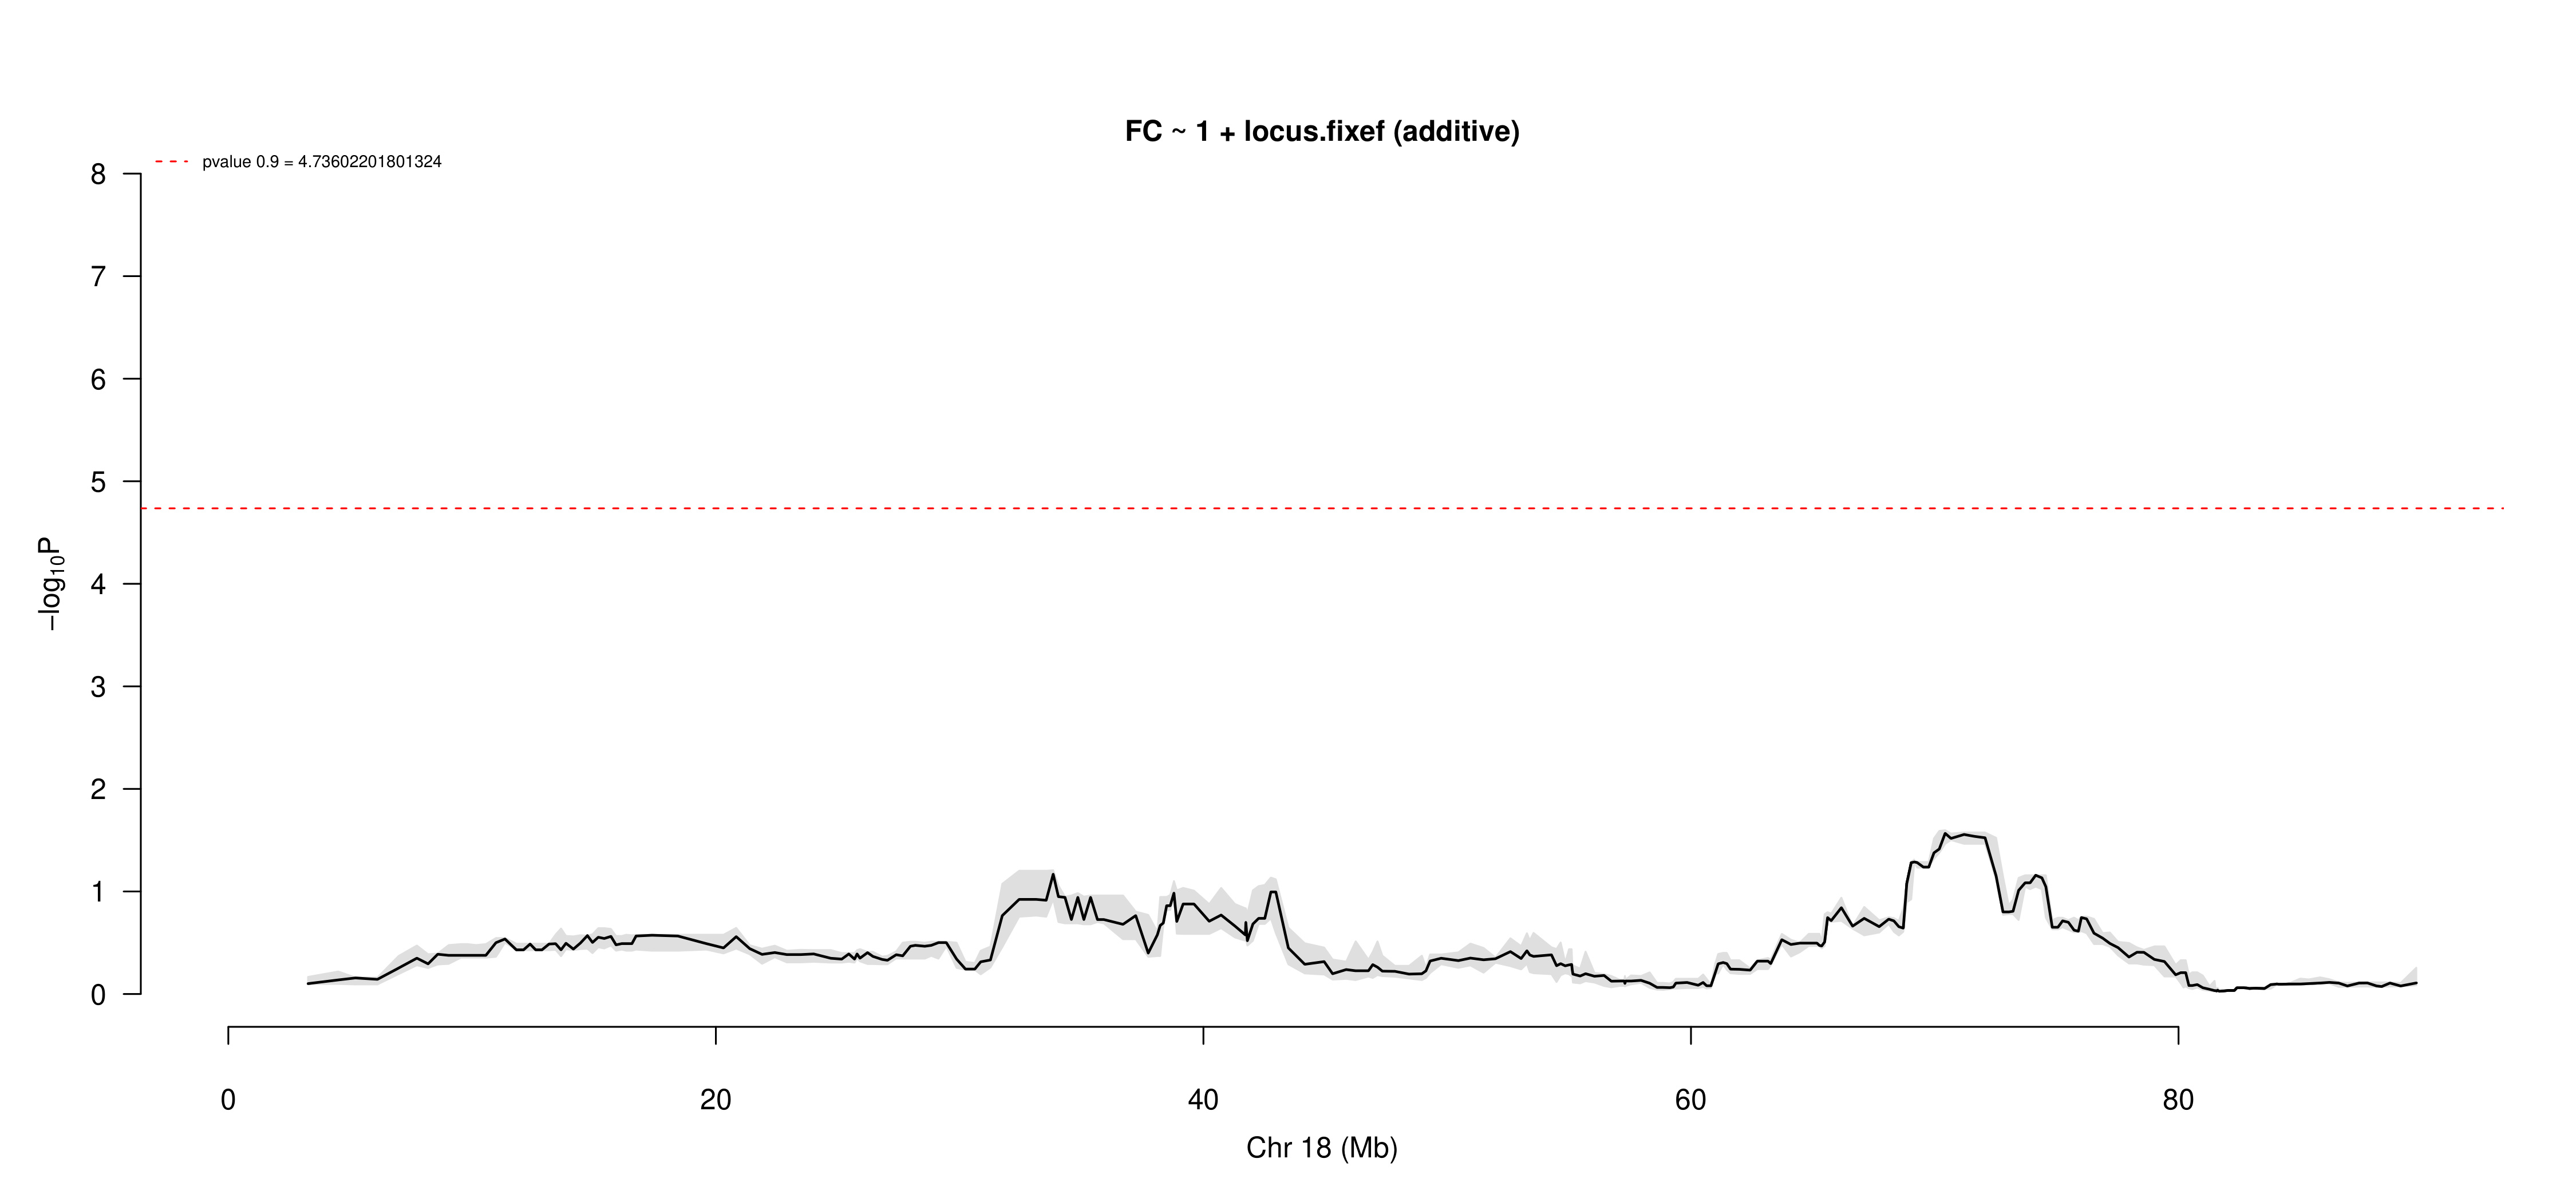 FC ~ 1 + locus.fixef (additive)
pvalue 0.9 = 4.73602201801324
8
7
6
5
4
3
2
1
0
−log10P
0 20 40 60 80
Chr 18 (Mb)